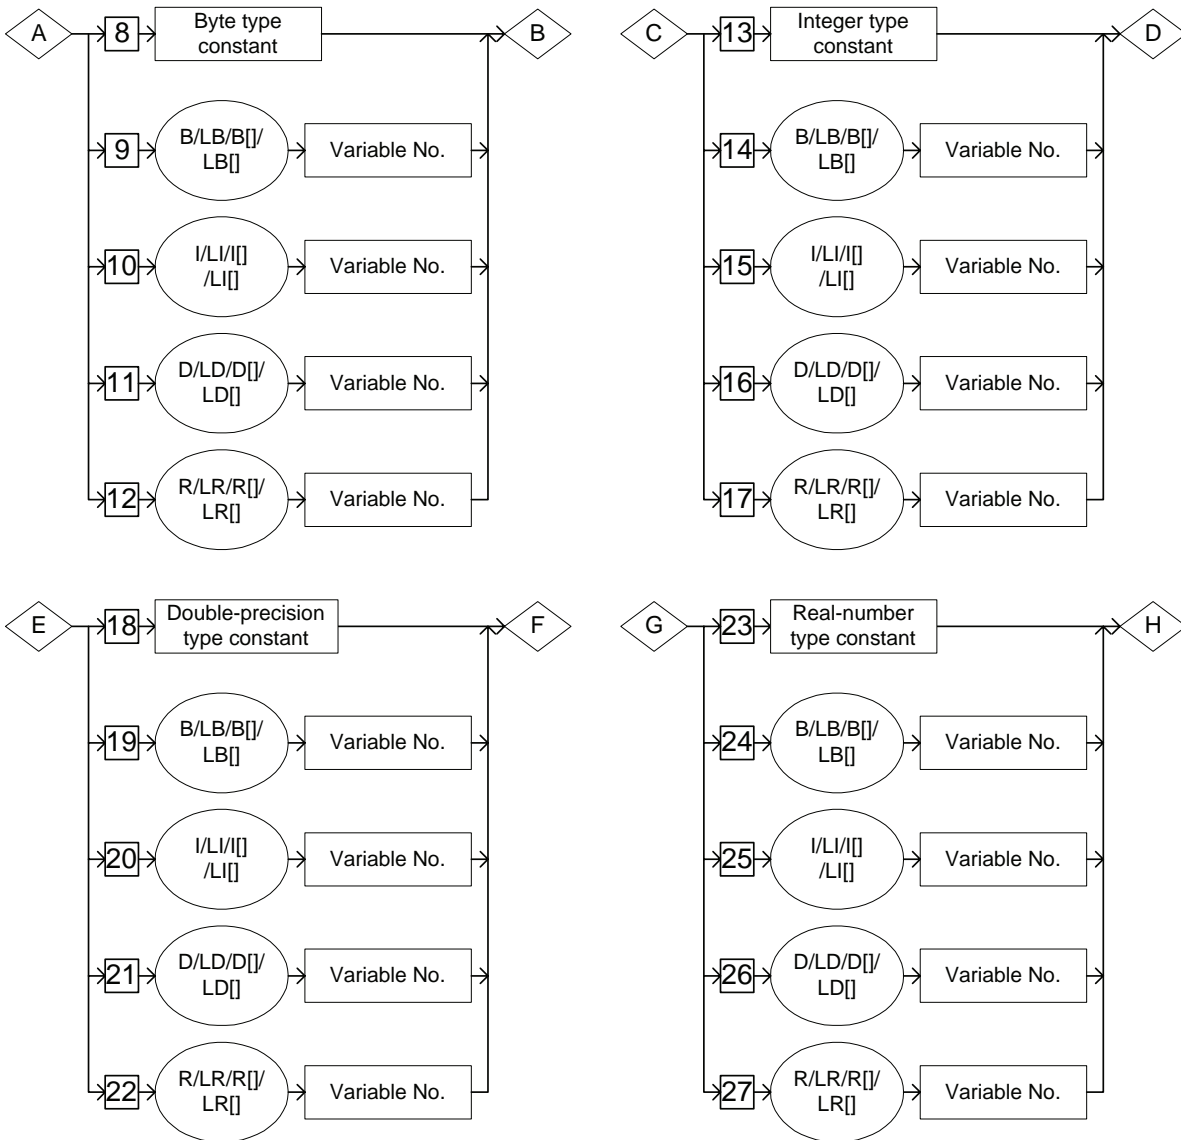 A
8
Byte type
constant
B
9
B/LB/B[]/
LB[]
Variable No.
10
I/LI/I[]
/LI[]
Variable No.
11
D/LD/D[]/
LD[]
Variable No.
12
R/LR/R[]/
LR[]
Variable No.
C
13
Integer type
constant
D
14
B/LB/B[]/
LB[]
Variable No.
15
I/LI/I[]
/LI[]
Variable No.
16
D/LD/D[]/
LD[]
Variable No.
17
R/LR/R[]/
LR[]
Variable No.
E
18
Double-precision
type constant
F
19
B/LB/B[]/
LB[]
Variable No.
20
I/LI/I[]
/LI[]
Variable No.
21
D/LD/D[]/
LD[]
Variable No.
22
R/LR/R[]/
LR[]
Variable No.
G
23
Real-number
type constant
H
24
B/LB/B[]/
LB[]
Variable No.
25
I/LI/I[]
/LI[]
Variable No.
26
D/LD/D[]/
LD[]
Variable No.
27
R/LR/R[]/
LR[]
Variable No.